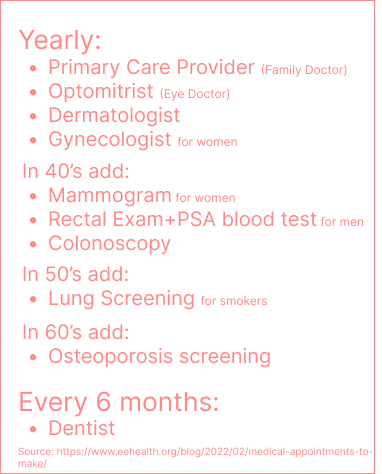 Yearly:
• Primary Care Provider (Family Doctor)
• Optomitrist (Eye Doctor)
• Dermatologist
• Gynecologist for women
In 40's add:
• Mammogram for women
• Rectal Exam+PSA blood test for men
• Colonoscopy
In 50's add:
• Lung Screening for smokers
In 60's add:
• Osteoporosis screening
Every 6 months:
• Dentist
Source: https://www.eehealth.org/blog/2022/02/medical-appointments-to-
make/